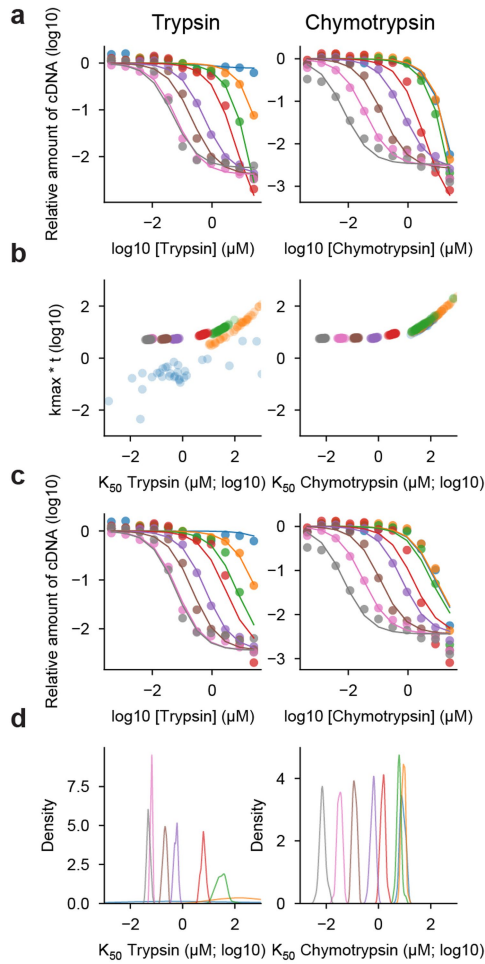 a
Trypsin Chymotrypsin
Relative amount of cDNA (log10)
0
−1
−2
−2 0
log10 [Trypsin] (μM)
0
−1
−2
−3
−2 0
log10 [Chymotrypsin] (μM)
b
kmax * t (log10)
2
0
−2
−2 0 2
K50 Trypsin (μM; log10)
2
0
−2
−2 0 2
K50 Chymotrypsin (μM; log10)
c
Relative amount of cDNA (log10)
0
−1
−2
−2 0
log10 [Trypsin] (μM)
0
−1
−2
−3
−2 0
log10 [Chymotrypsin] (μM)
d
Density
7.5
5.0
2.5
0.0
−2 0 2
K50 Trypsin (μM; log10)
Density
4
2
0
−2 0 2
K50 Chymotrypsin (μM; log10)